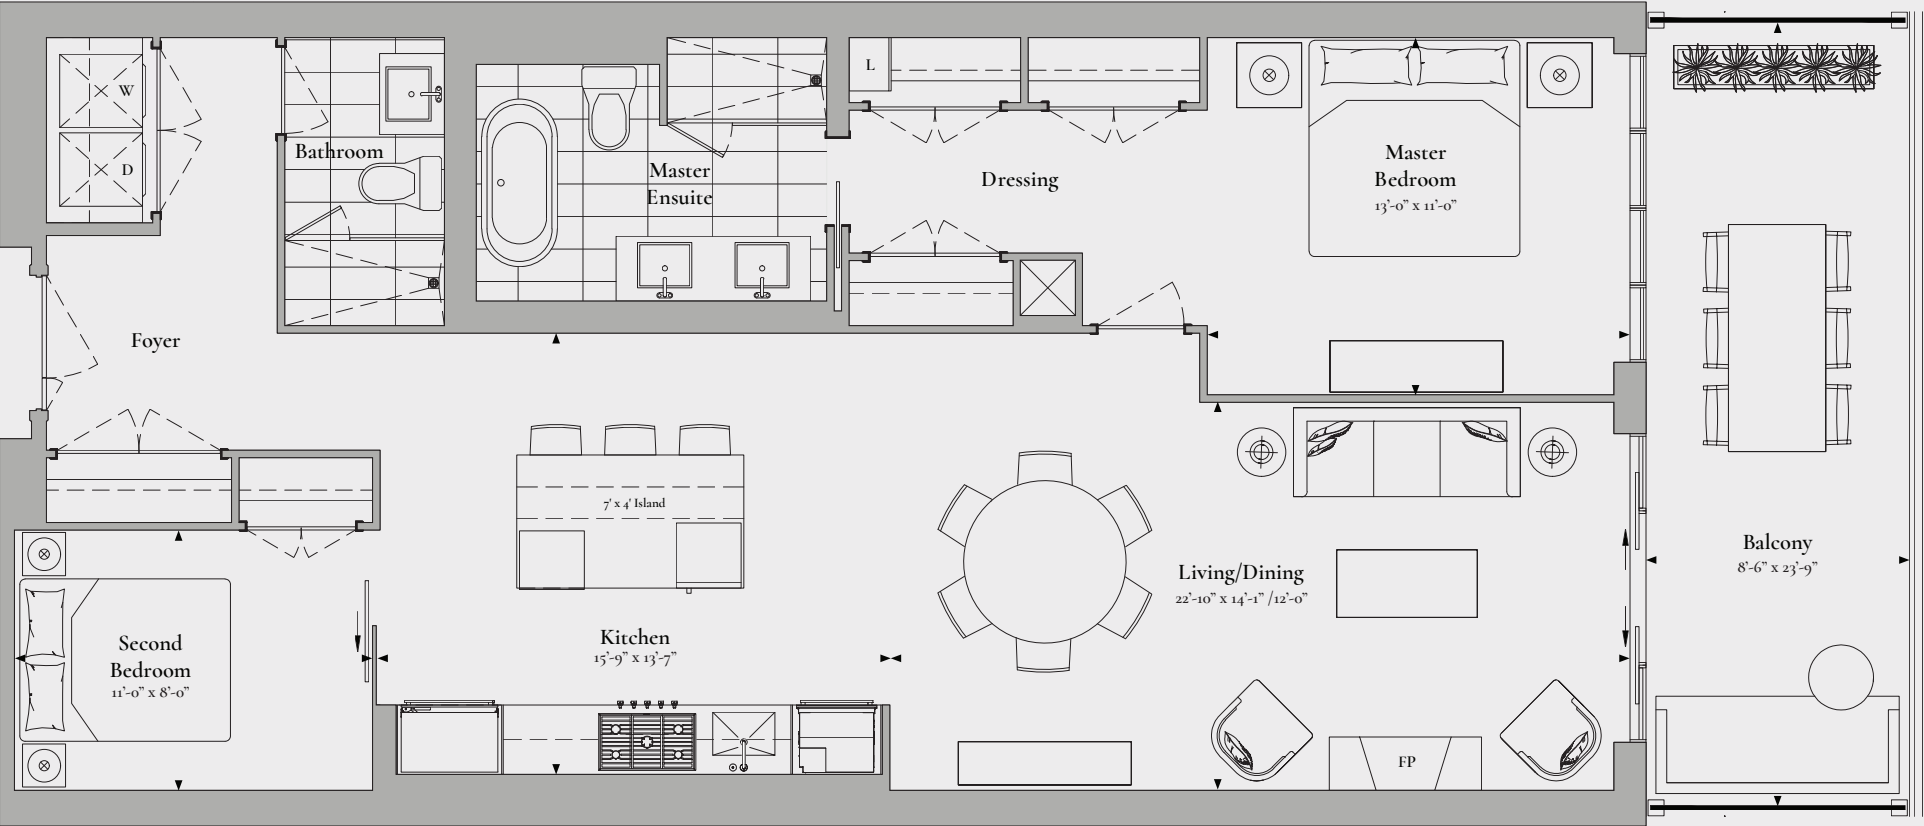 W
D
Bathroom
Master
Ensuite
L
Dressing
Master
Bedroom
13'-0" x 11'-0"
Foyer
7' x 4' Island
Balcony
8'-6" x 23'-9"
Living/Dining
22'-10" x 14'-1" /12'-0"
Second
Bedroom
11'-0" x 8'-0"
Kitchen
15'-9" x 13'-7"
FP